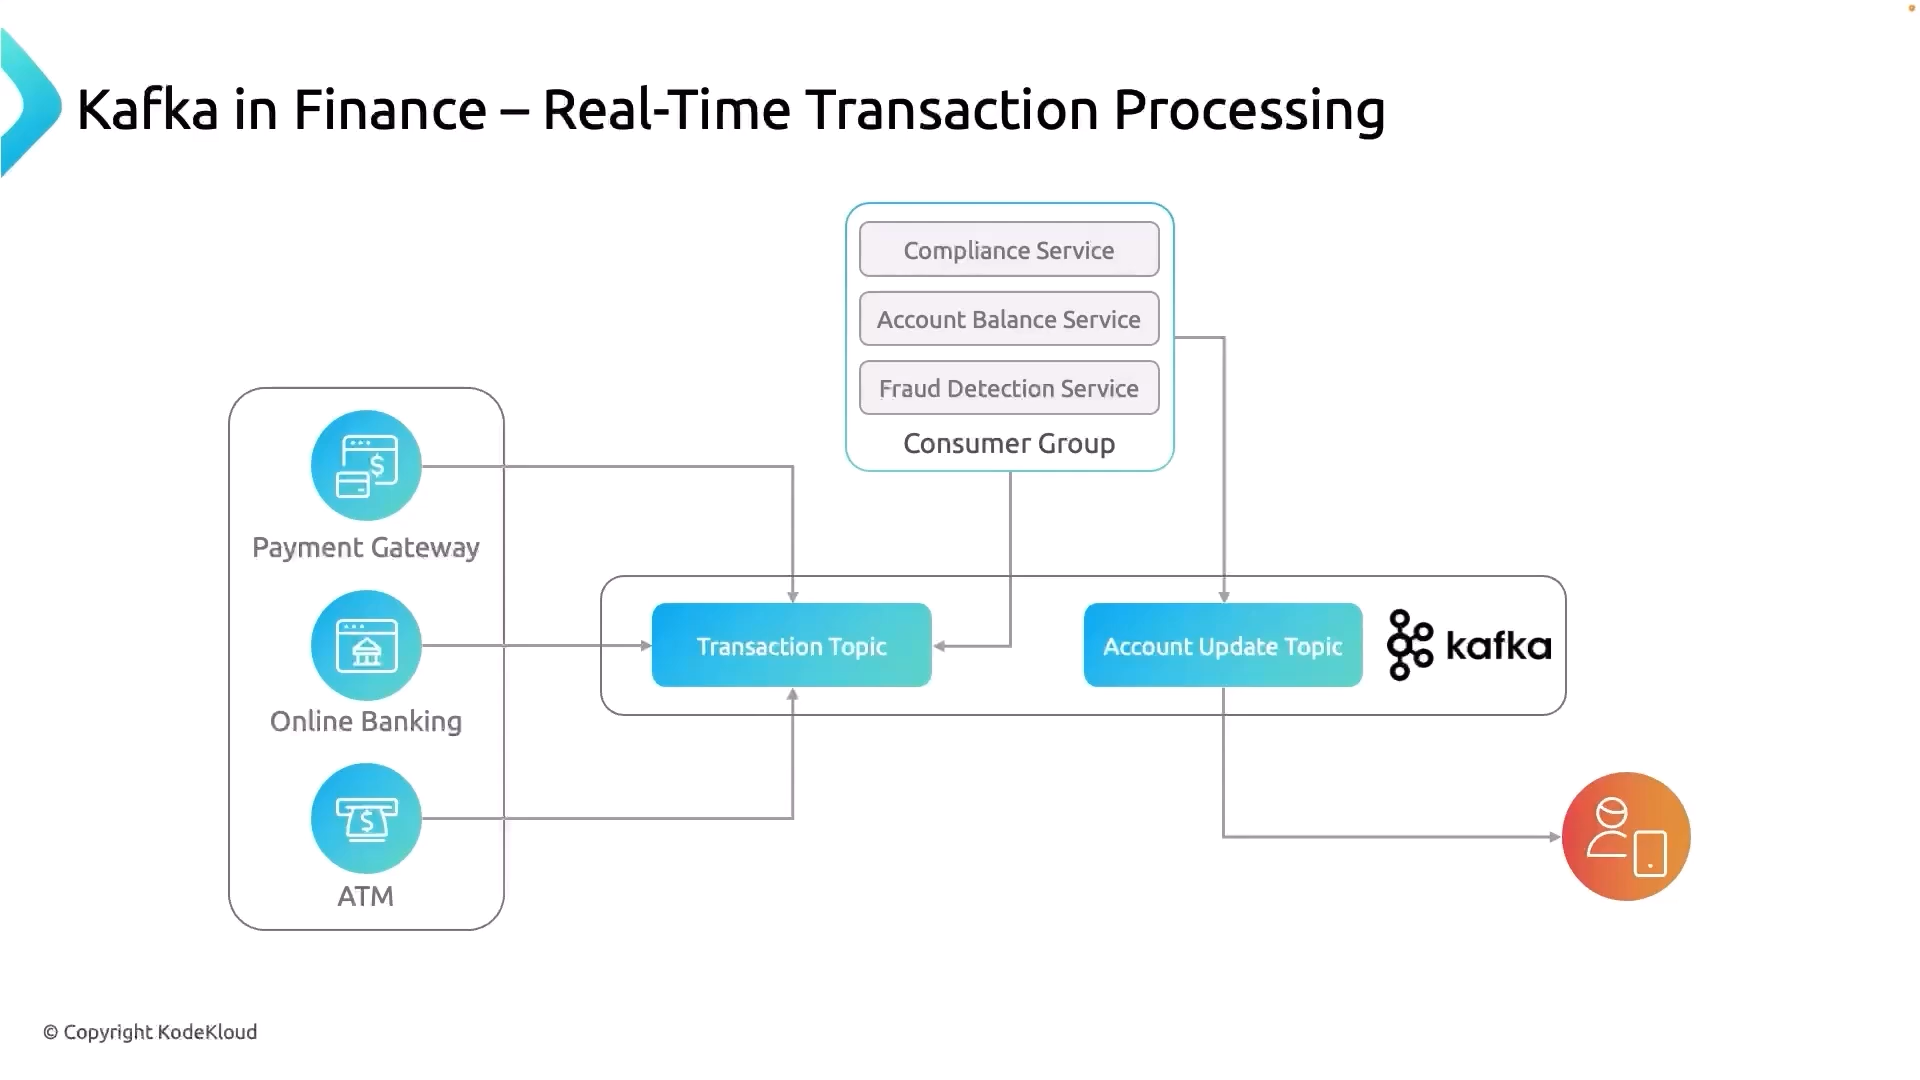 Kafka in Finance – Real-Time Transaction Processing
Compliance Service
Account Balance Service
Fraud Detection Service
Consumer Group
Payment Gateway
Online Banking
ATM
Transaction Topic
Account Update Topic
kafka
© Copyright KodeKloud